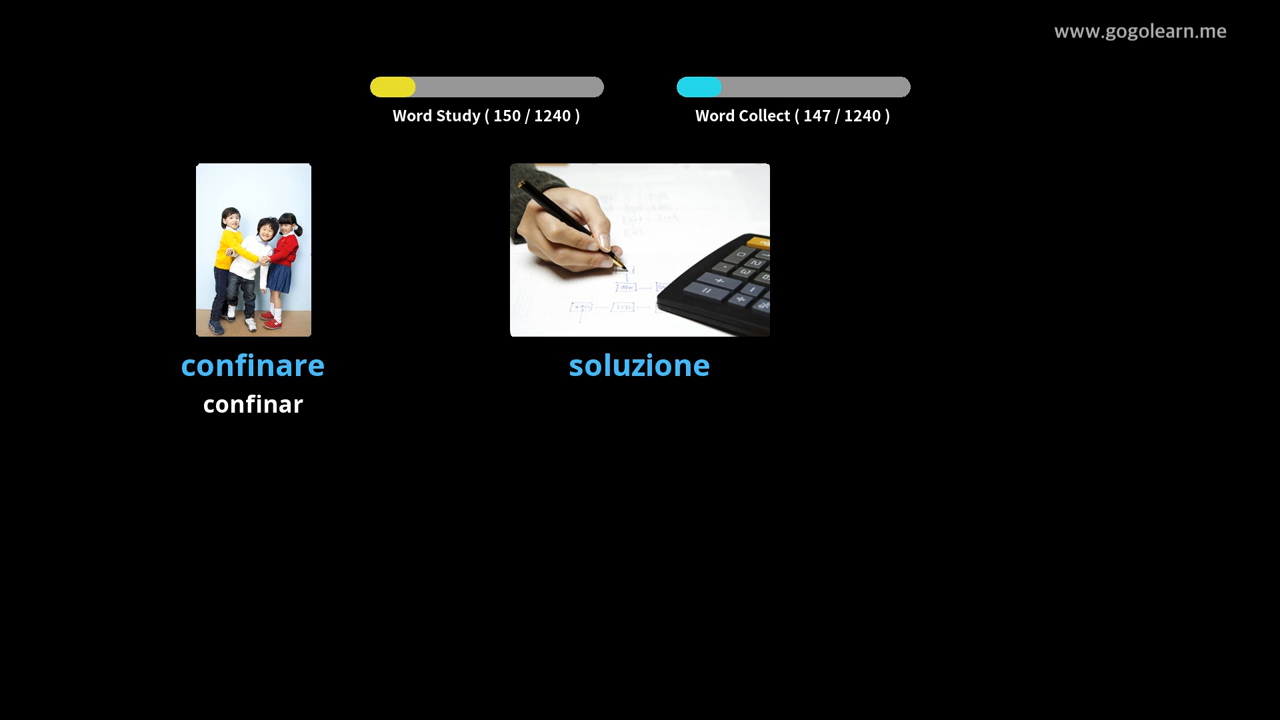 www.gogolearn.me
Word Study ( 150 / 1240 )
Word Collect ( 147 / 1240 )
confinare
confinar
soluzione